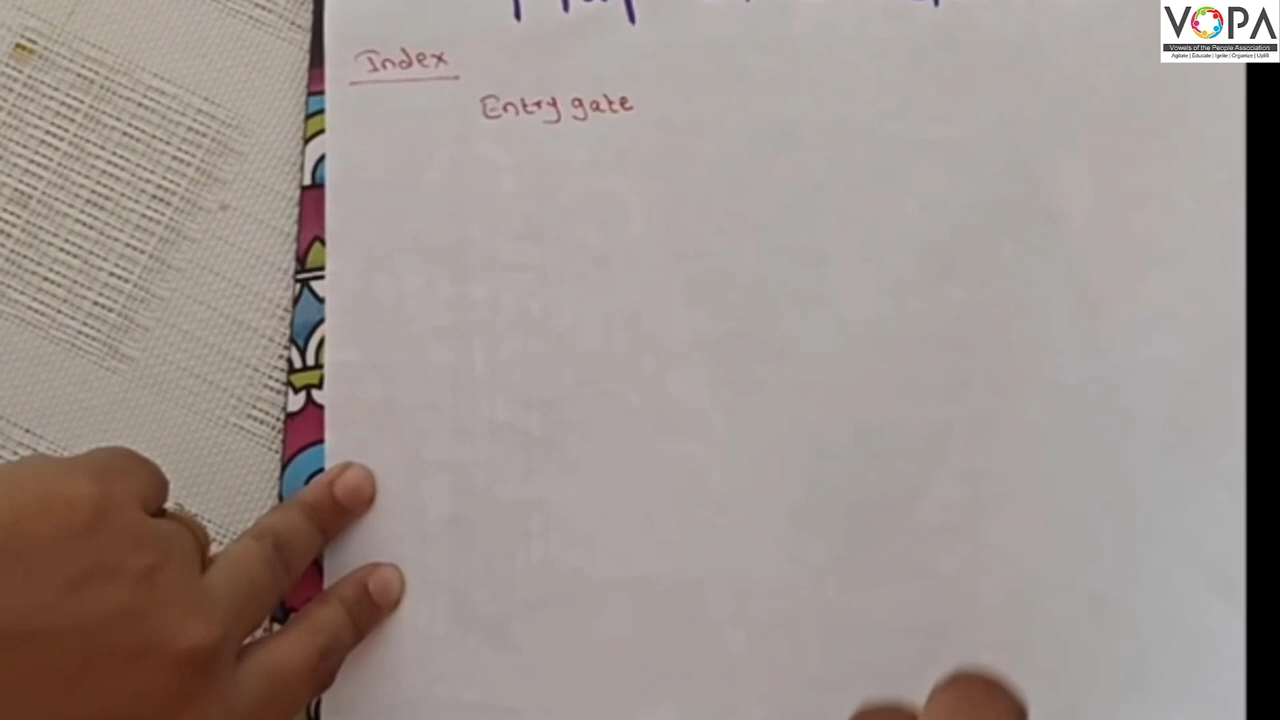 VOPA
Vowels of the People Association
Agitate | Educate | Ignite | Organize | Uplift
Index
Entry gate